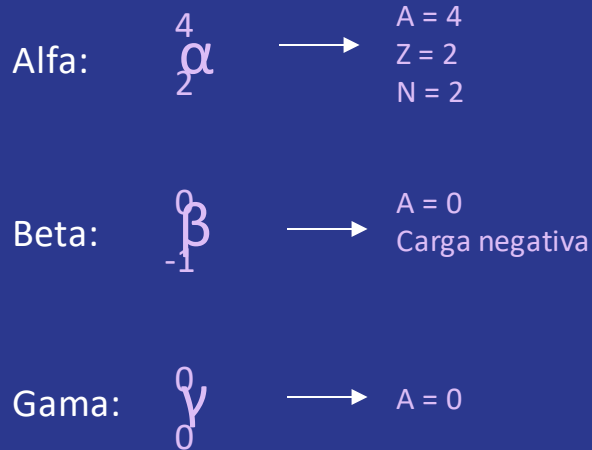 Alfa: 4 2 α → A = 4
Z = 2
N = 2
Beta: 0 -1 β → A = 0
Carga negativa
Gama: 0 0 γ → A = 0